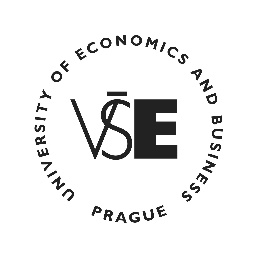 UNIVERSITY OF ECONOMICS AND BUSINESS
VŠE
PRAGUE